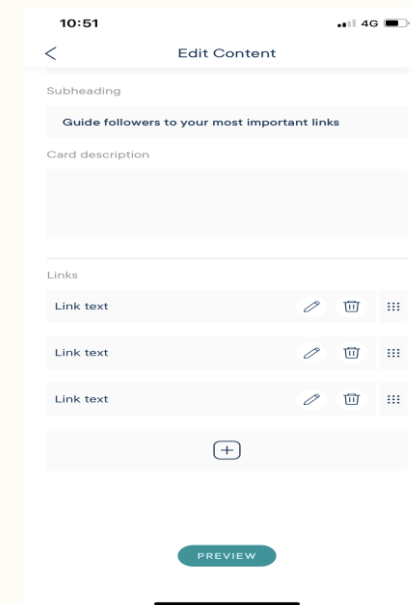 10:51
4G
Edit Content
Subheading
Guide followers to your most important links
Card description
Links
Link text
Link text
Link text
PREVIEW